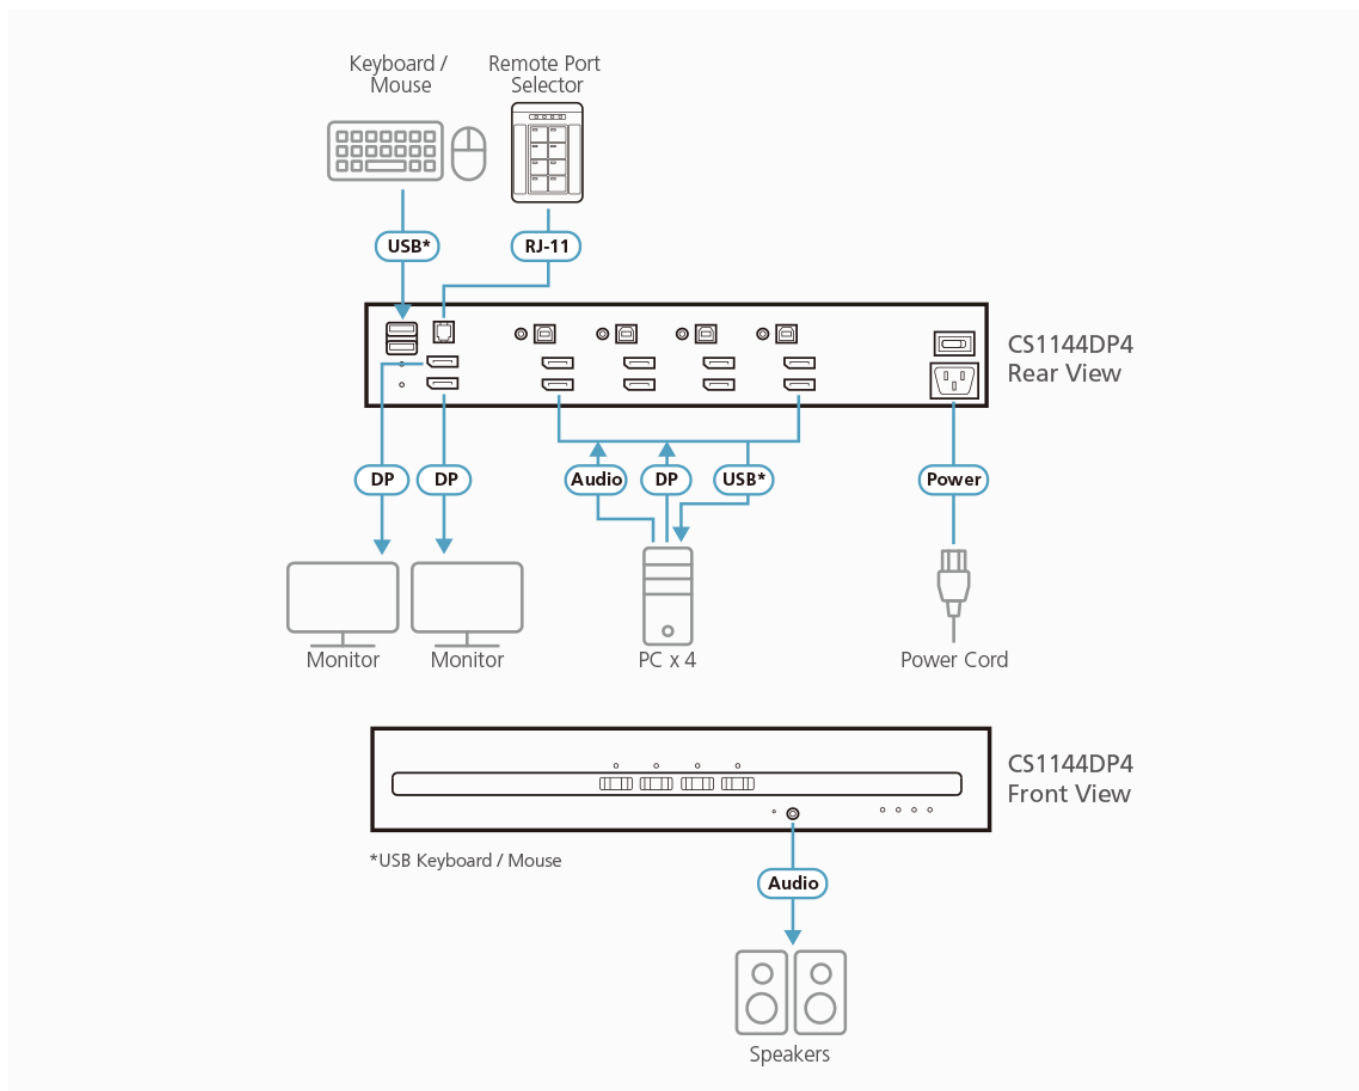 Keyboard /
Mouse
Remote Port
Selector
USB*
RJ-11
CS1144DP4
Rear View
DP
DP
Audio
DP
USB*
Power
Monitor
Monitor
PC x 4
Power Cord
CS1144DP4
Front View
*USB Keyboard / Mouse
Audio
Speakers